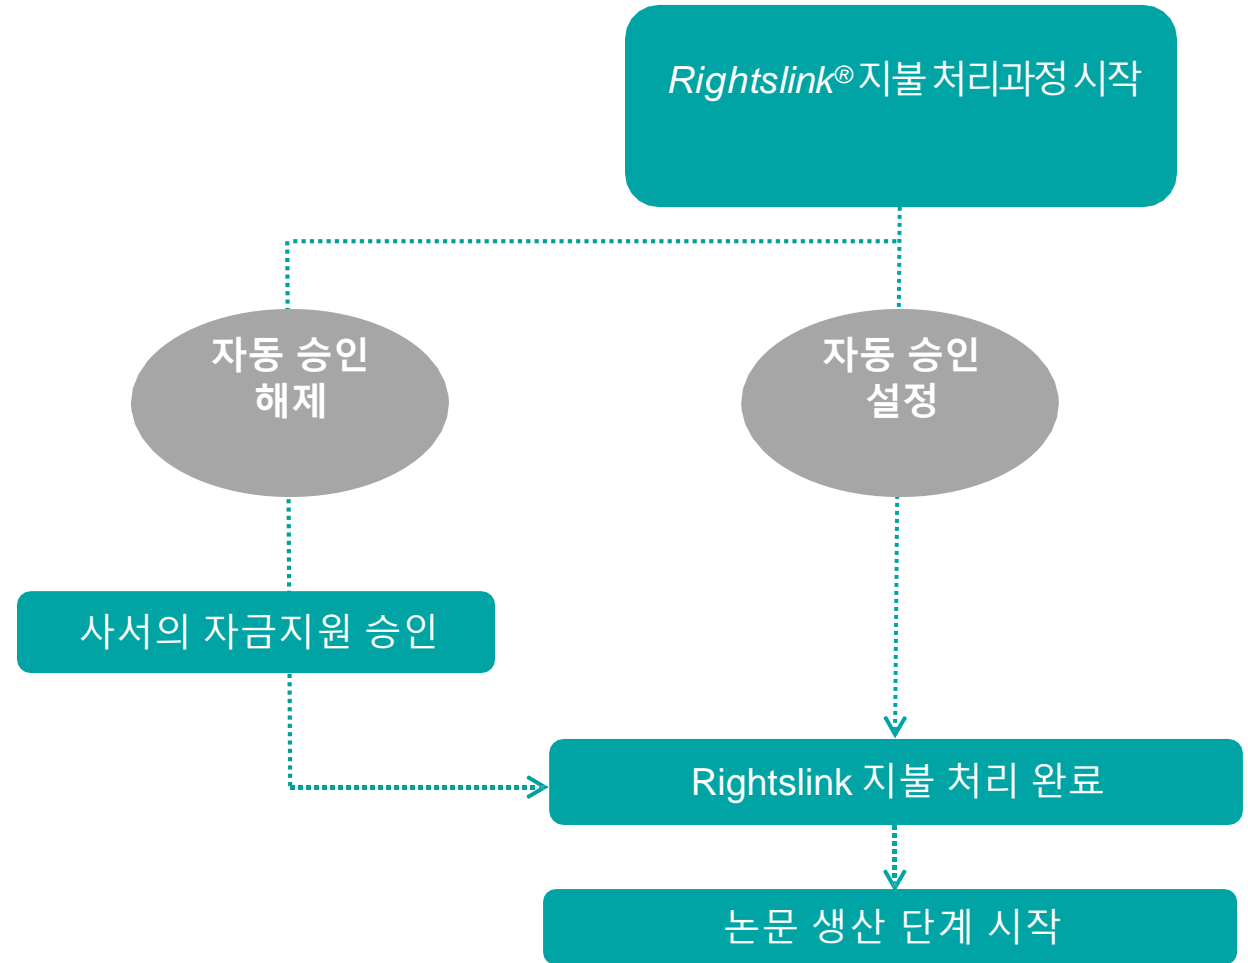 Rightslink® 지불 처리과정 시작
자동 승인
해제
자동 승인
설정
사서의 자금지원 승인
Rightslink 지불 처리 완료
논문 생산 단계 시작